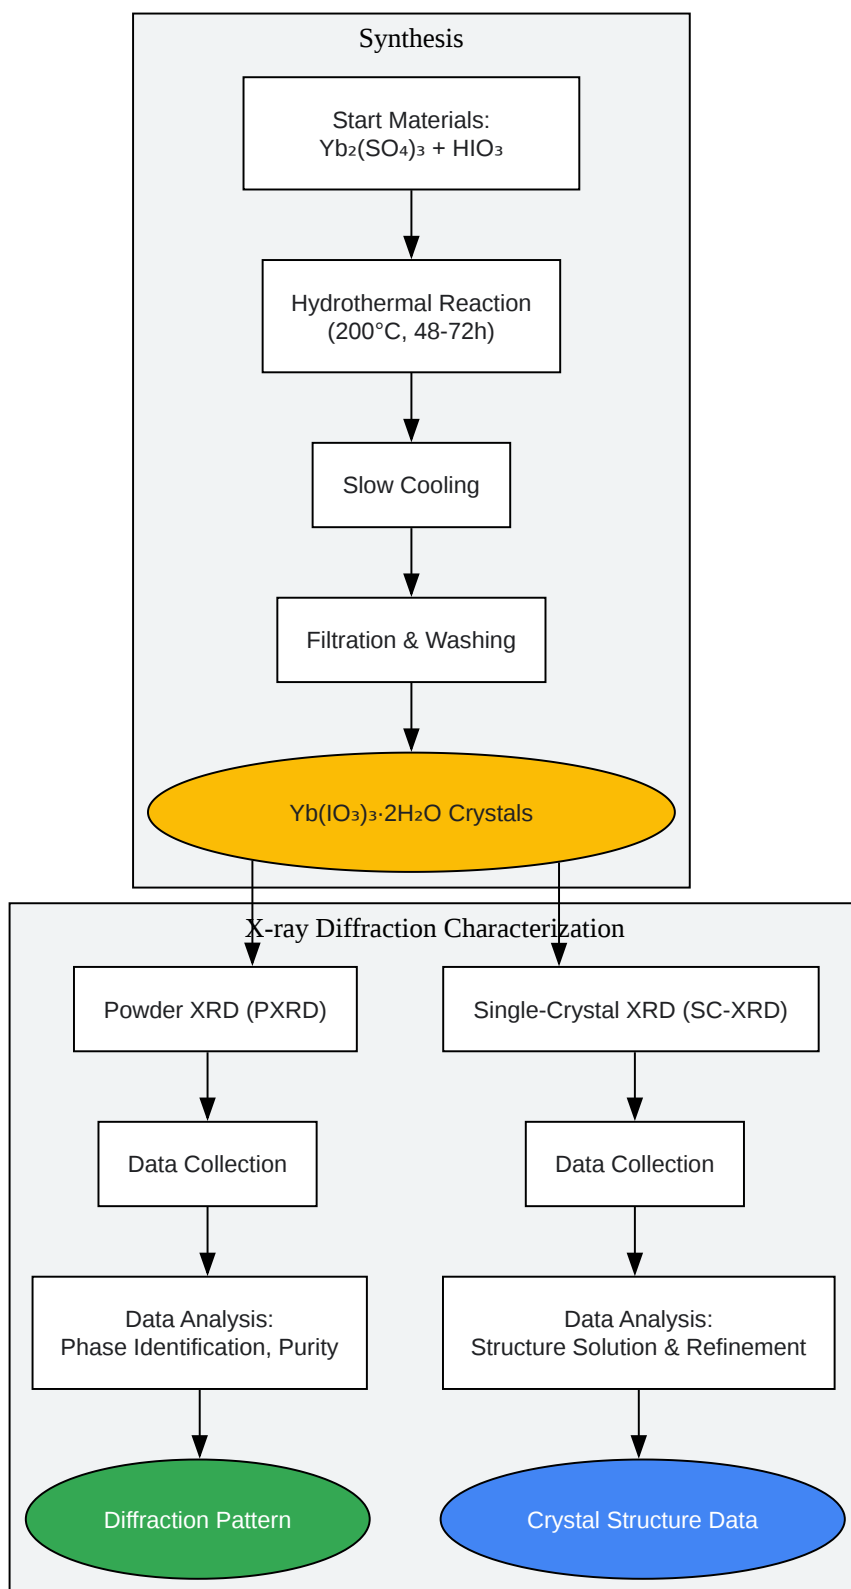 Synthesis
Start Materials:
Yb₂(SO₄)₃ + HIO₃
Hydrothermal Reaction
(200°C, 48-72h)
Slow Cooling
Filtration & Washing
Yb(IO₃)₃·2H₂O Crystals
X-ray Diffraction Characterization
Powder XRD (PXRD)
Single-Crystal XRD (SC-XRD)
Data Collection
Data Collection
Data Analysis:
Phase Identification, Purity
Data Analysis:
Structure Solution & Refinement
Diffraction Pattern
Crystal Structure Data